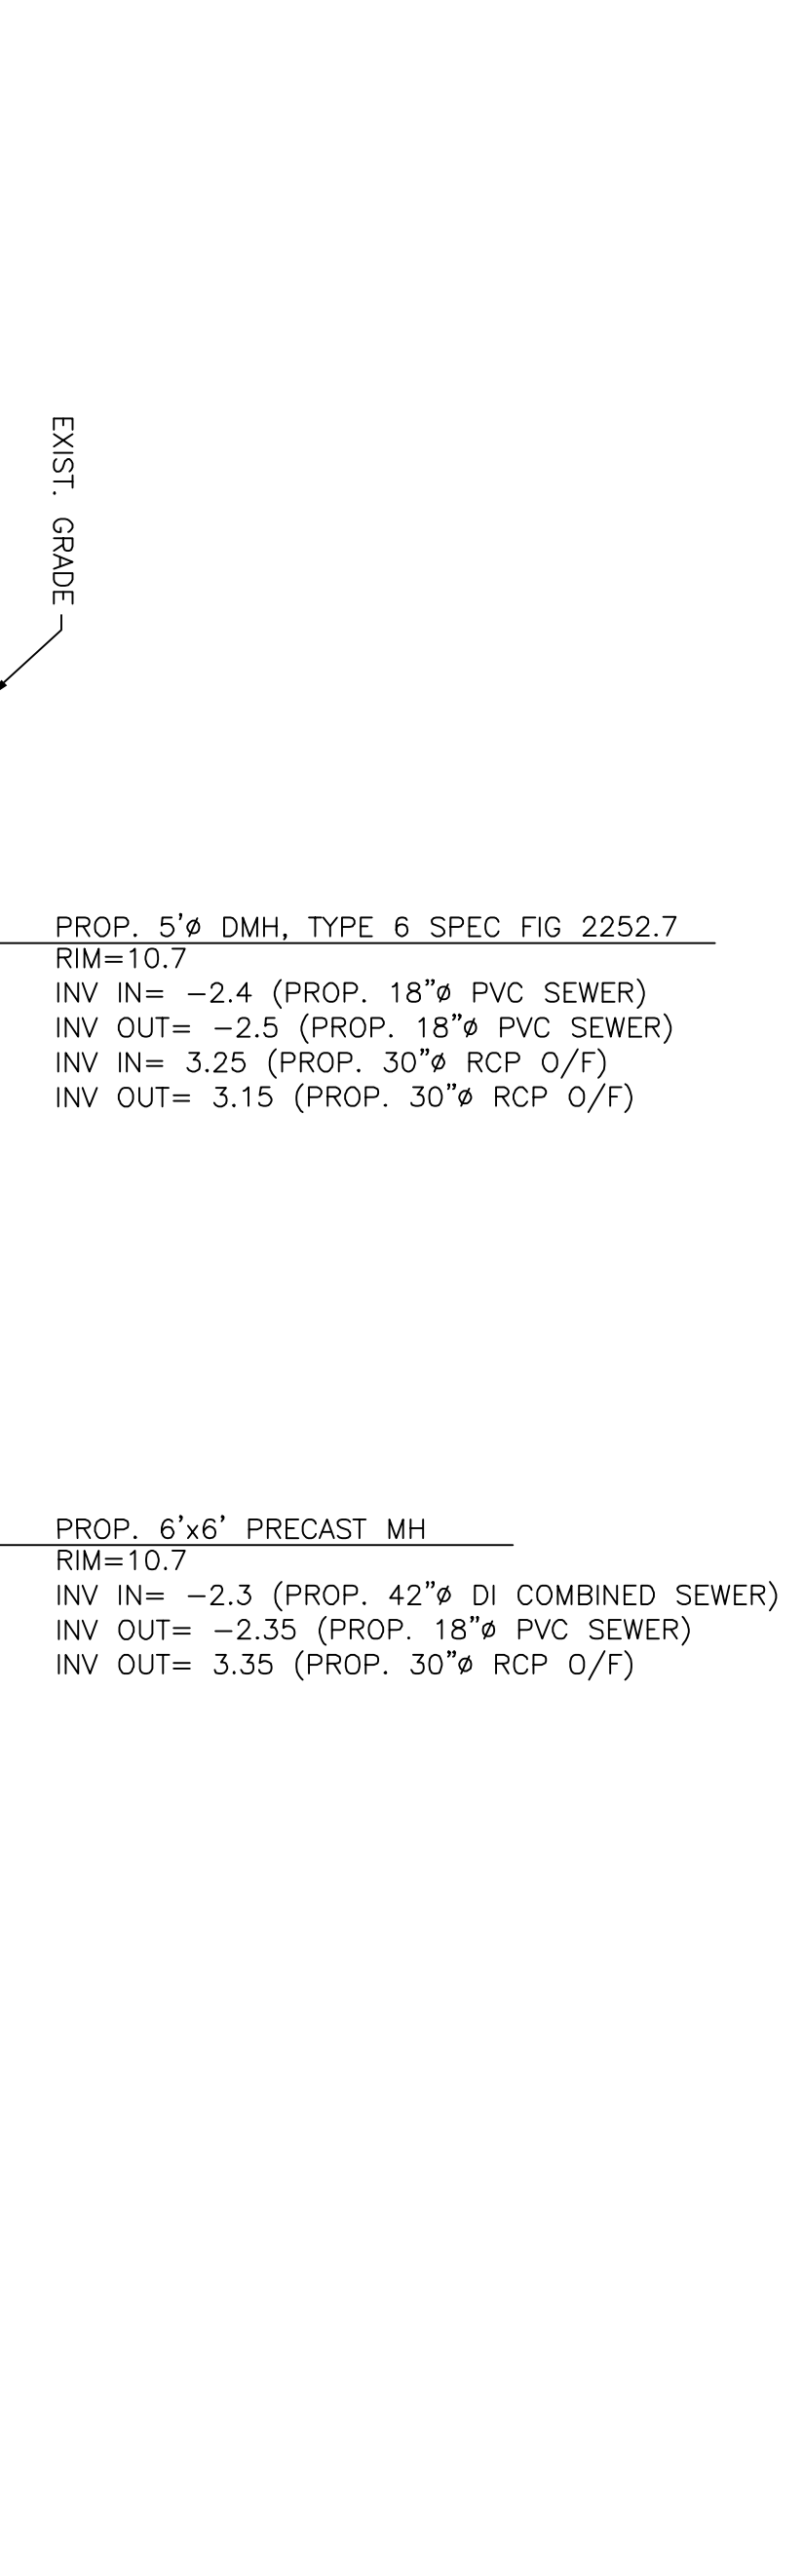 EXIST. GRADE
PROP. 5'ø DMH, TYPE 6 SPEC FIG 2252.7
RIM=10.7
INV IN= -2.4 (PROP. 18"ø PVC SEWER)
INV OUT= -2.5 (PROP. 18"ø PVC SEWER)
INV IN= 3.25 (PROP. 30"ø RCP O/F)
INV OUT= 3.15 (PROP. 30"ø RCP O/F)
PROP. 6'x6' PRECAST MH
RIM=10.7
INV IN= -2.3 (PROP. 42"ø DI COMBINED SEWER)
INV OUT= -2.35 (PROP. 18"ø PVC SEWER)
INV OUT= 3.35 (PROP. 30"ø RCP O/F)